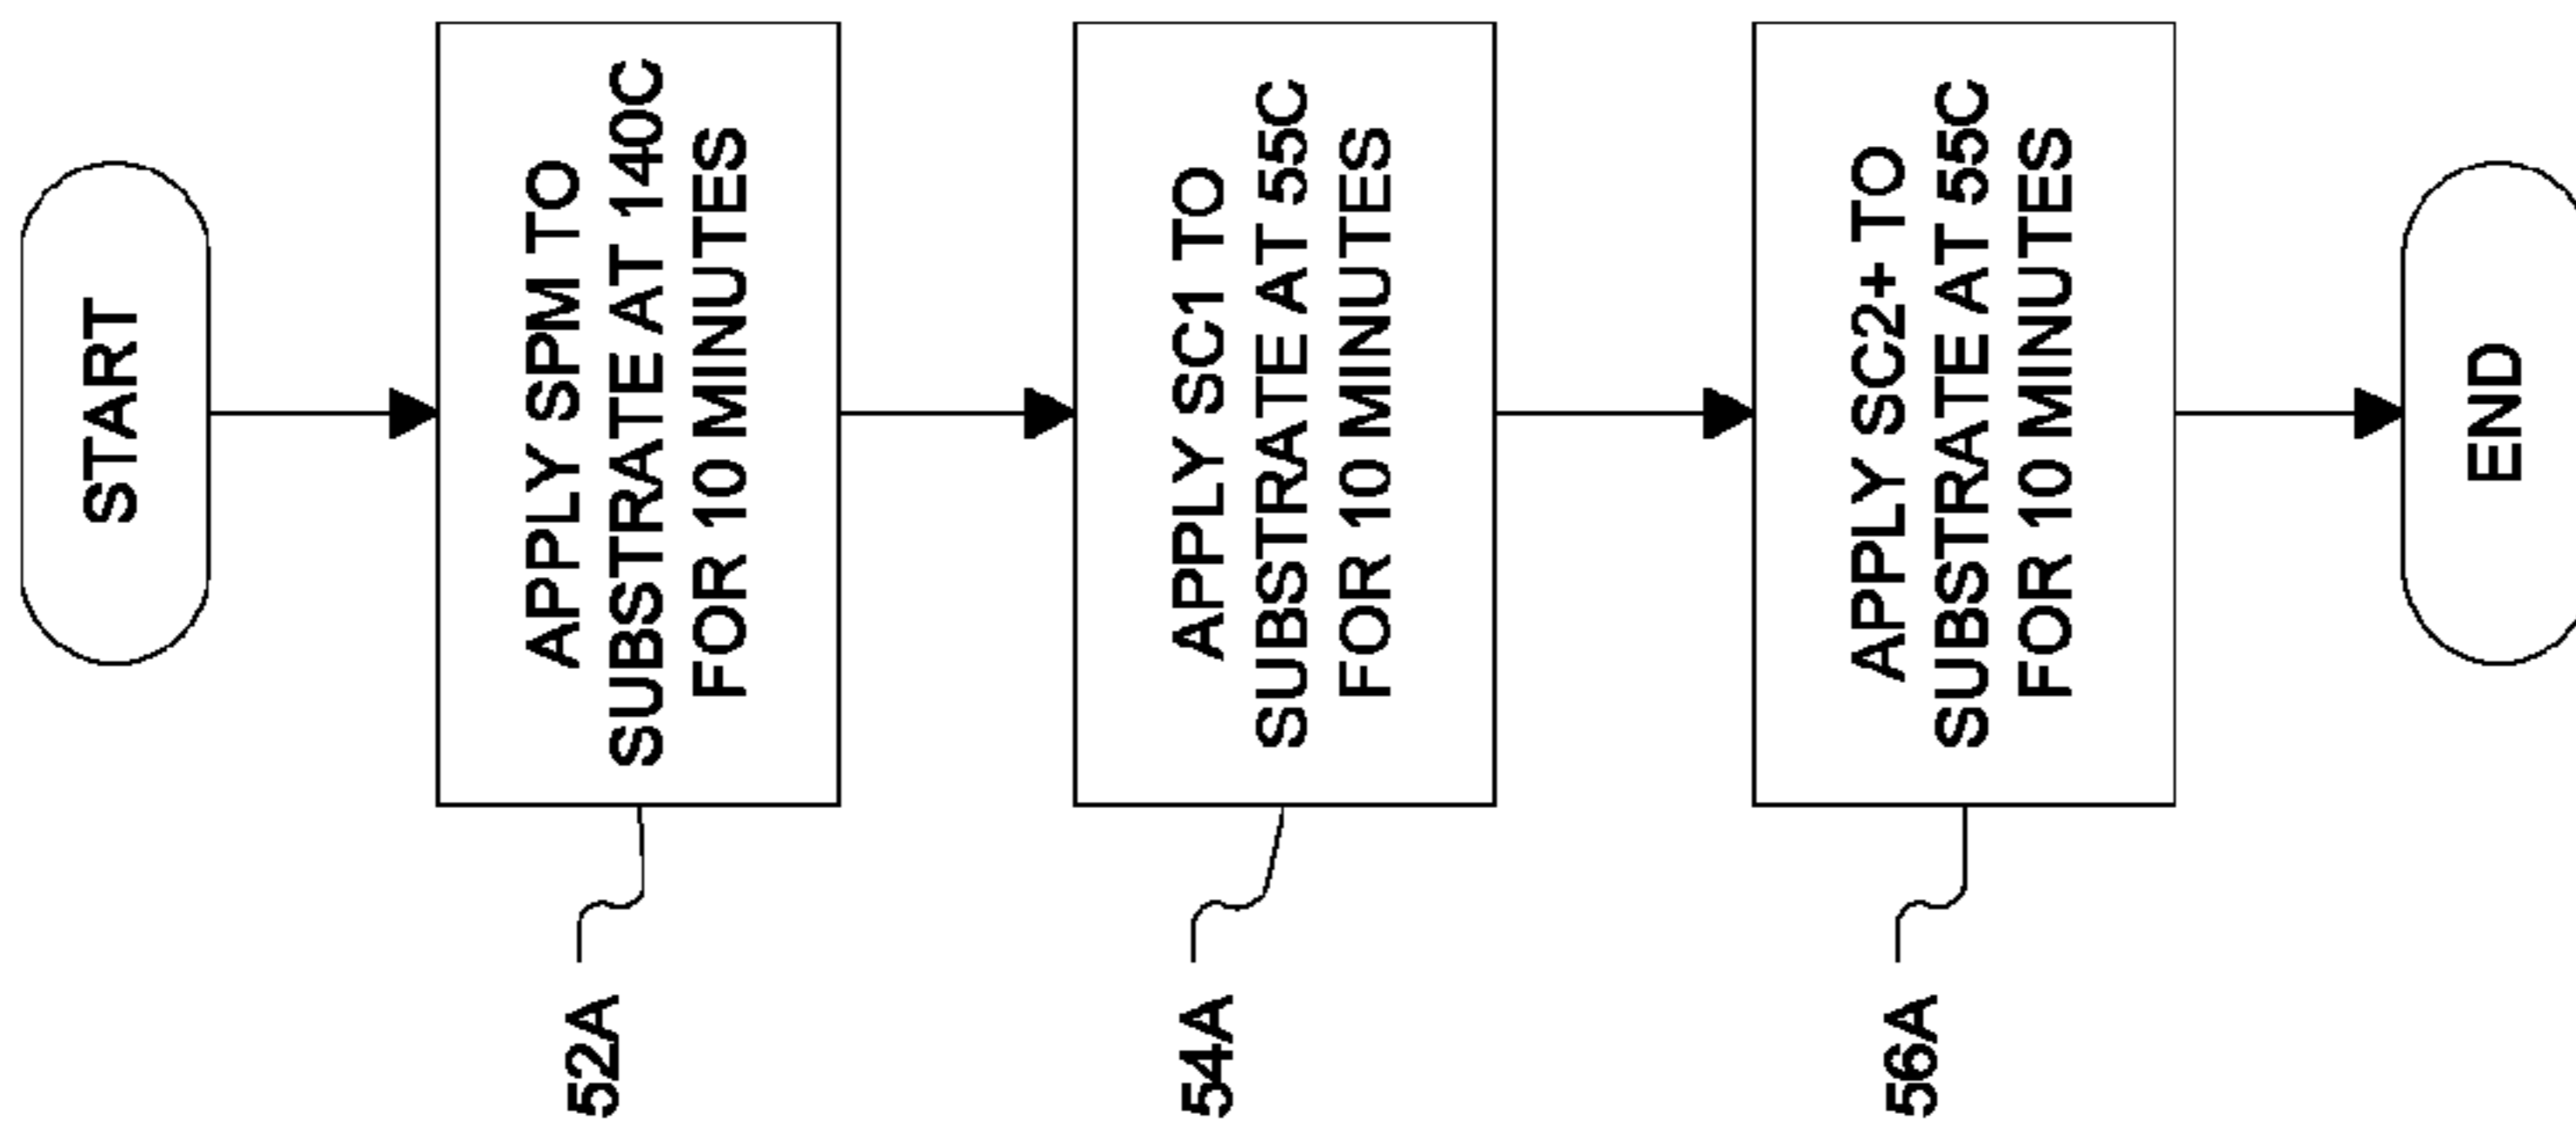 START
APPLY SPM TO
SUBSTRATE AT 140C
FOR 10 MINUTES
52A
APPLY SC1 TO
SUBSTRATE AT 55C
FOR 10 MINUTES
54A
APPLY SC2+ TO
SUBSTRATE AT 55C
FOR 10 MINUTES
56A
END